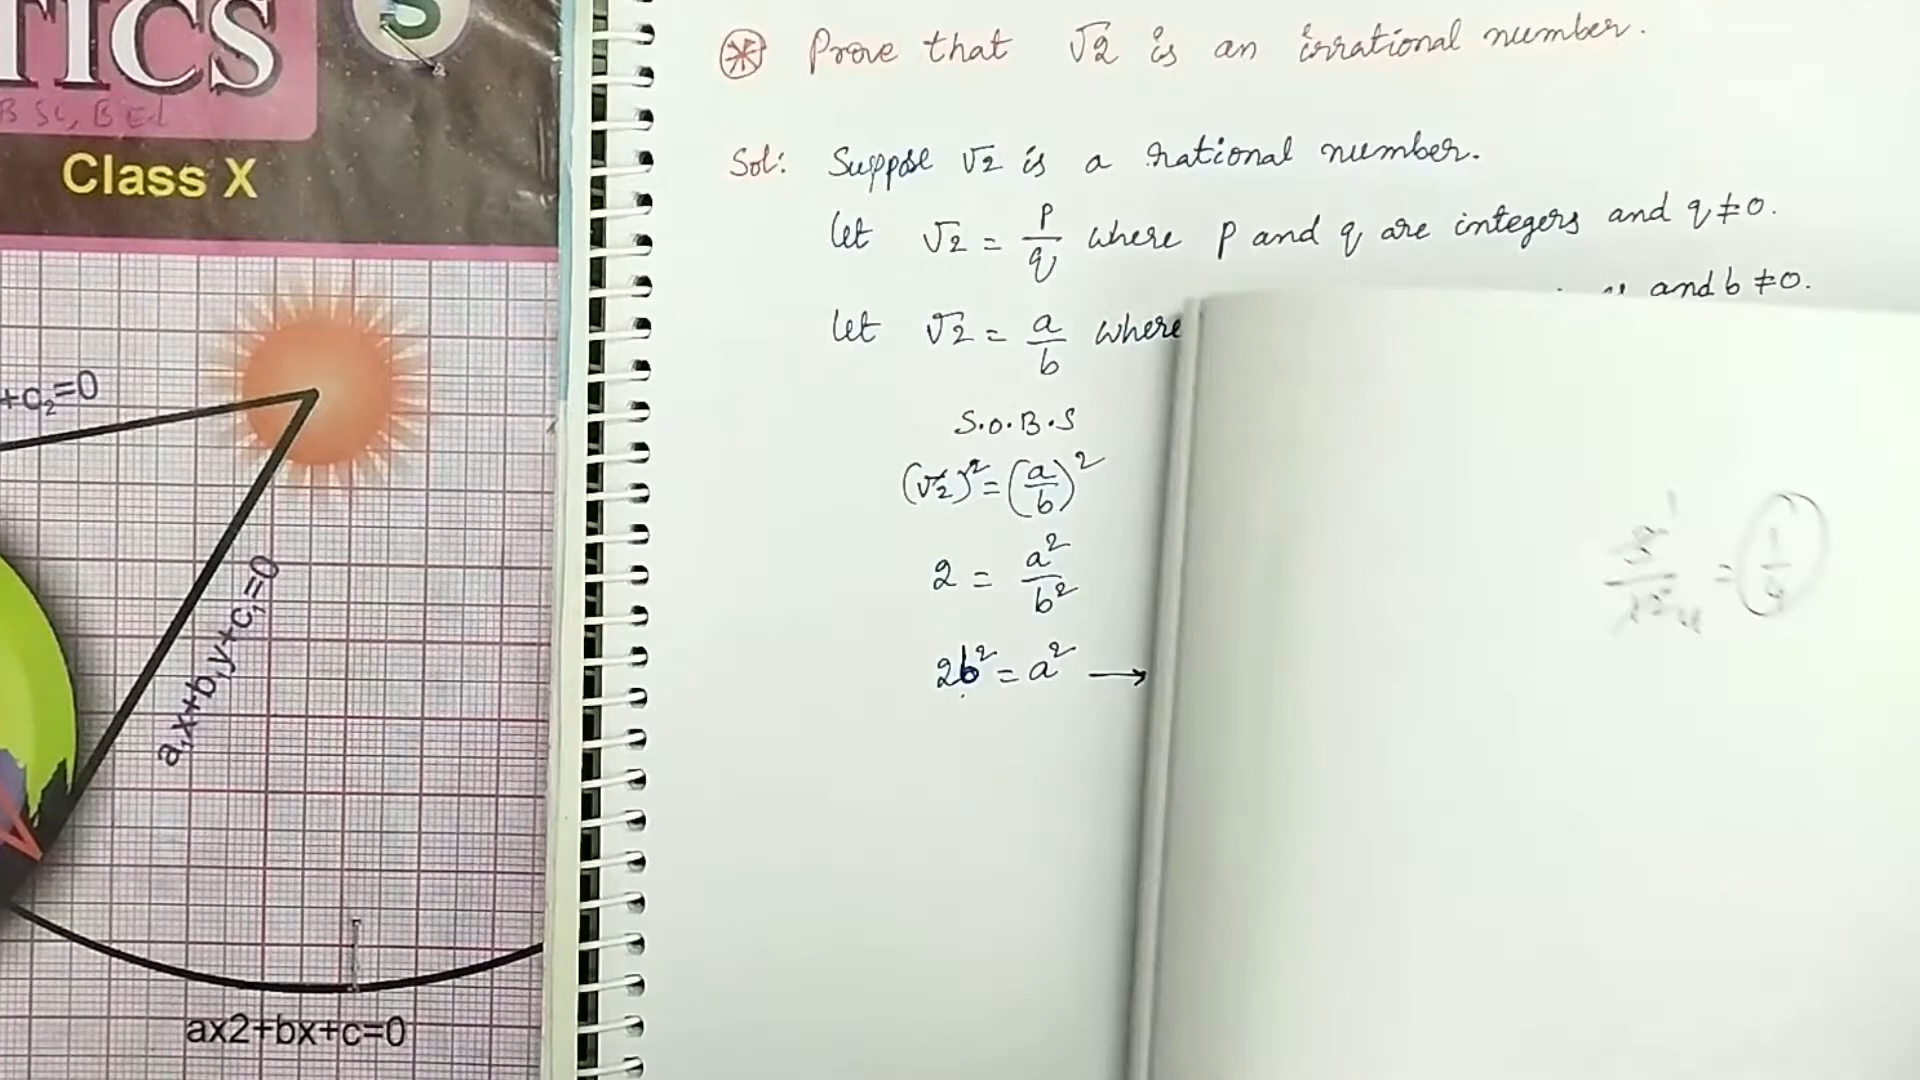 TICS
S
B Sc, B Ed
Class X
+c₂=0
a₁x+b₁y+c₁=0
ax2+bx+c=0
Prove that √2 is an irrational number.
Sol: Suppose √2 is a rational number.
Let √2 = p/q where p and q are integers and q≠0.
and b ≠0.
Let √2 = a/b where
S.O.B.S
(√2)² = (a/b)²
2 = a²/b²
2b² = a² →